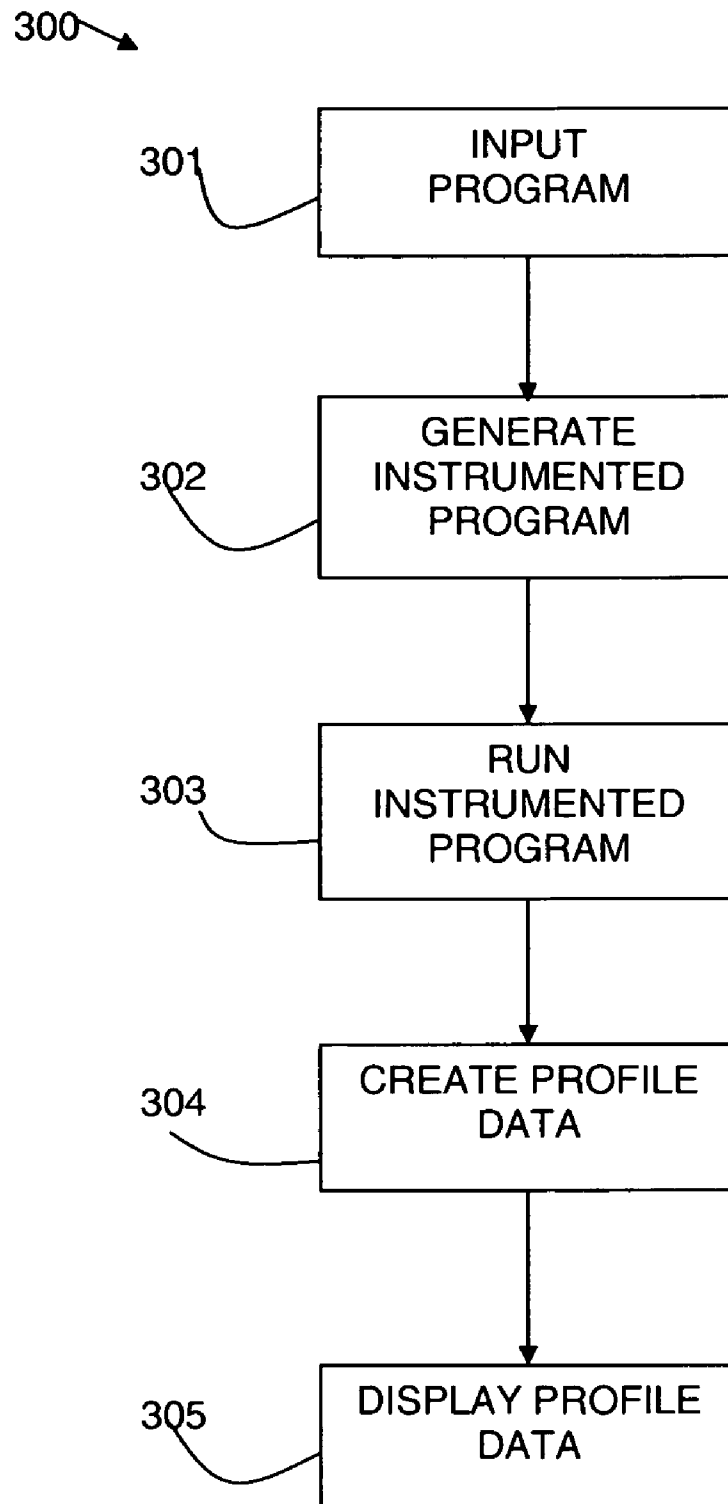 300
301
INPUT
PROGRAM
302
GENERATE
INSTRUMENTED
PROGRAM
303
RUN
INSTRUMENTED
PROGRAM
304
CREATE PROFILE
DATA
305
DISPLAY PROFILE
DATA